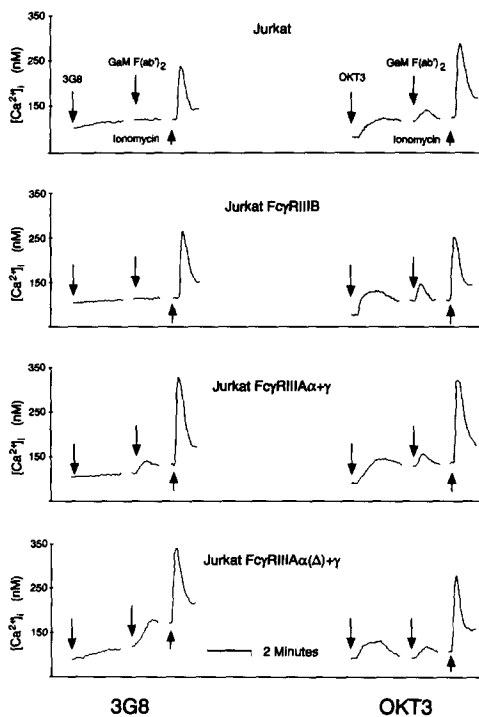 Jurkat
350
250
150
[Ca²⁺]ᵢ (nM)
3G8
GaM F(ab')₂
Ionomycin
OKT3
GaM F(ab')₂
Ionomycin
Jurkat FcγRIIIB
350
250
150
[Ca²⁺]ᵢ (nM)
Jurkat FcγRIIIAα+γ
350
250
150
[Ca²⁺]ᵢ (nM)
Jurkat FcγRIIIAα(Δ)+γ
350
250
150
[Ca²⁺]ᵢ (nM)
2 Minutes
3G8
OKT3